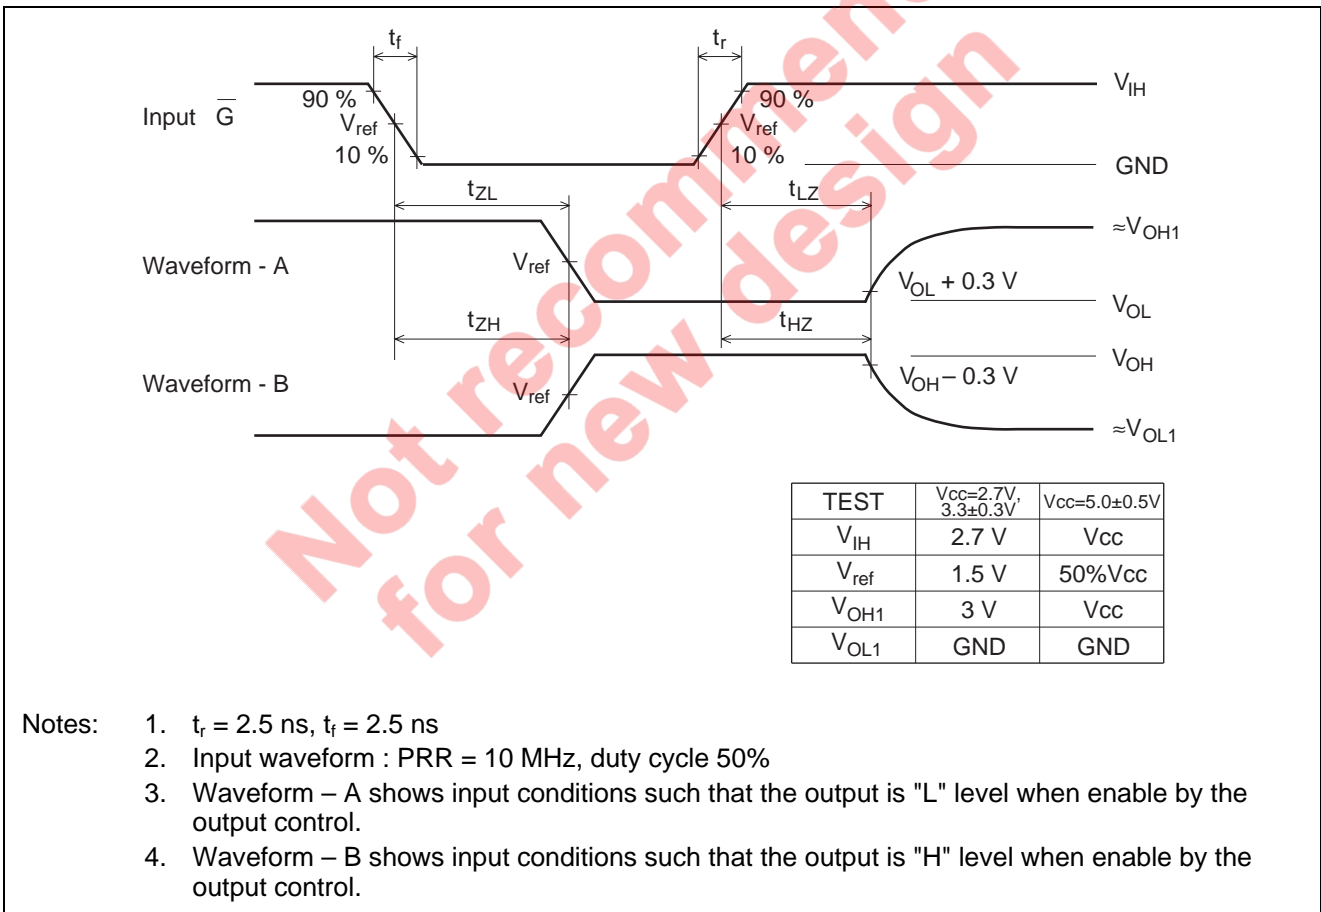 tf
tr
Input G
90 %
Vref
10 %
90 %
Vref
10 %
VIH
GND
tZL
tLZ
Waveform - A
Vref
VOL + 0.3 V
≈VOH1
VOL
tZH
tHZ
Waveform - B
Vref
VOH – 0.3 V
VOH
≈VOL1
TEST Vcc=2.7V, 3.3±0.3V Vcc=5.0±0.5V
VIH 2.7 V Vcc
Vref 1.5 V 50%Vcc
VOH1 3 V Vcc
VOL1 GND GND
Notes: 1. tr = 2.5 ns, tf = 2.5 ns
2. Input waveform : PRR = 10 MHz, duty cycle 50%
3. Waveform – A shows input conditions such that the output is "L" level when enable by the
output control.
4. Waveform – B shows input conditions such that the output is "H" level when enable by the
output control.
Not recommen
for new design